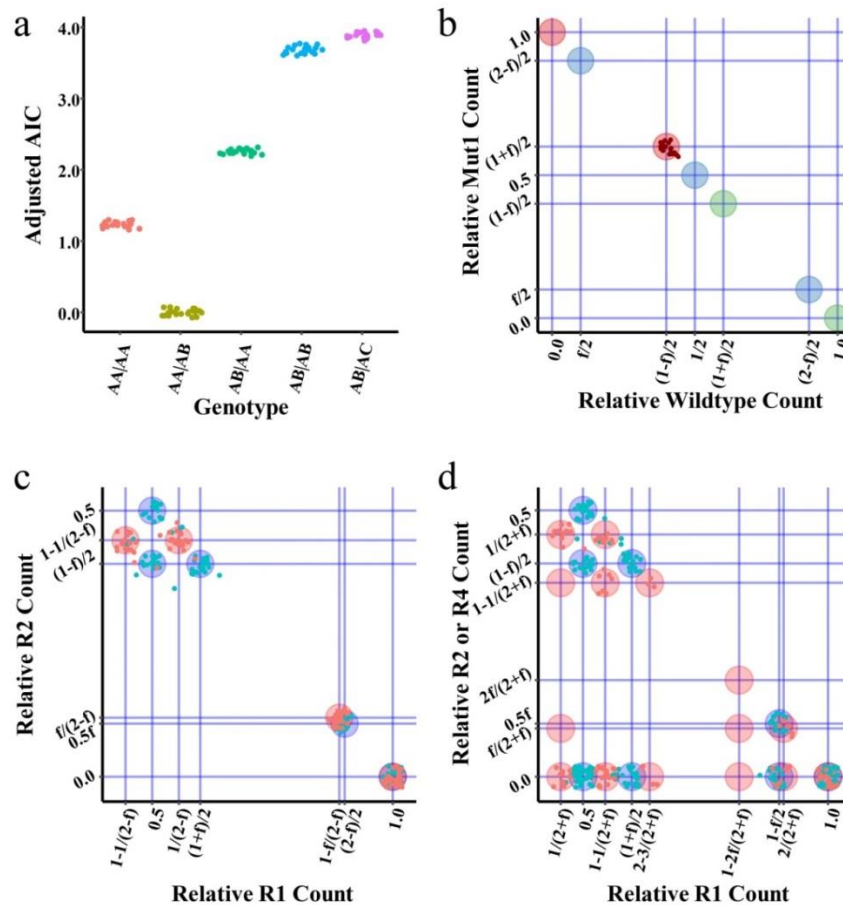 a
Adjusted AIC
4.0
3.0
2.0
1.0
0.0
AA|AA
AA|AB
AB|AA
AB|AB
AB|AC
Genotype
b
Relative Mut1 Count
1.0
(2-f)/2
(1+f)/2
0.5
(1-f)/2
f/2
0.0
0.0
f/2
(1-f)/2
1/2
(1+f)/2
(2-f)/2
1.0
Relative Wildtype Count
c
Relative R2 Count
0.5
1-1/(2-f)
(1-f)/2
f/(2-f)
0.5f
0.0
1-1/(2-f)
0.5
1/(2-f)
(1+f)/2
1-f/(2-f)
(2-f)/2
1.0
Relative R1 Count
d
Relative R2 or R4 Count
0.5
1/(2+f)
(1-f)/2
1-1/(2+f)
2f/(2+f)
0.5f
f/(2+f)
0.0
1/(2+f)
0.5
1-1/(2+f)
(1+f)/2
2-3/(2+f)
1-2f/(2+f)
1-f/2
2/(2+f)
1.0
Relative R1 Count